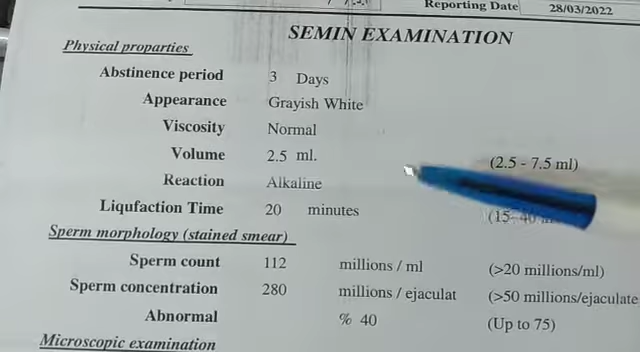 Reporting Date 28/03/2022
SEMIN EXAMINATION
Physical proparties
Abstinence period 3 Days
Appearance Grayish White
Viscosity Normal
Volume 2.5 ml. (2.5 - 7.5 ml)
Reaction Alkaline
Liqufaction Time 20 minutes
Sperm morphology (stained smear)
Sperm count 112 millions / ml (>20 millions/ml)
Sperm concentration 280 millions / ejaculat (>50 millions/ejaculate
Abnormal % 40 (Up to 75)
Microscopic examination